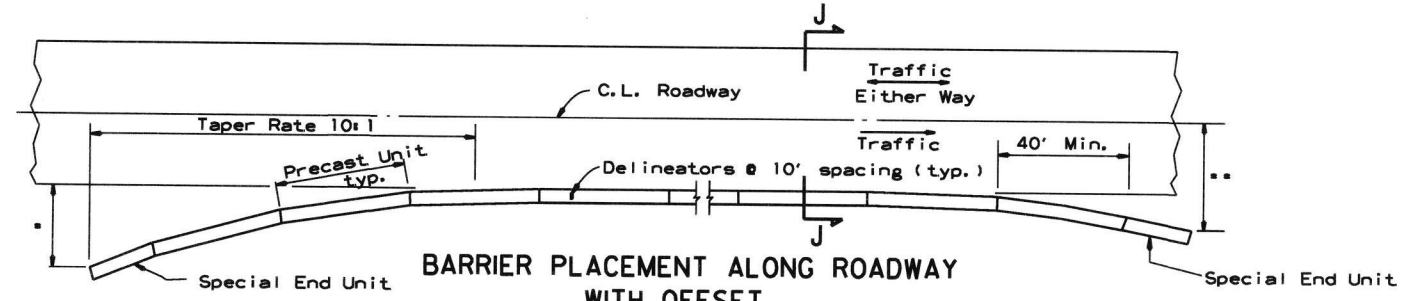 J
Traffic
Either Way
C.L. Roadway
Taper Rate 10:1
Traffic
40' Min.
Precast Unit
typ.
Delineators @ 10' spacing (typ.)
*
**
J
BARRIER PLACEMENT ALONG ROADWAY
WITH OFFSET
Special End Unit
Special End Unit